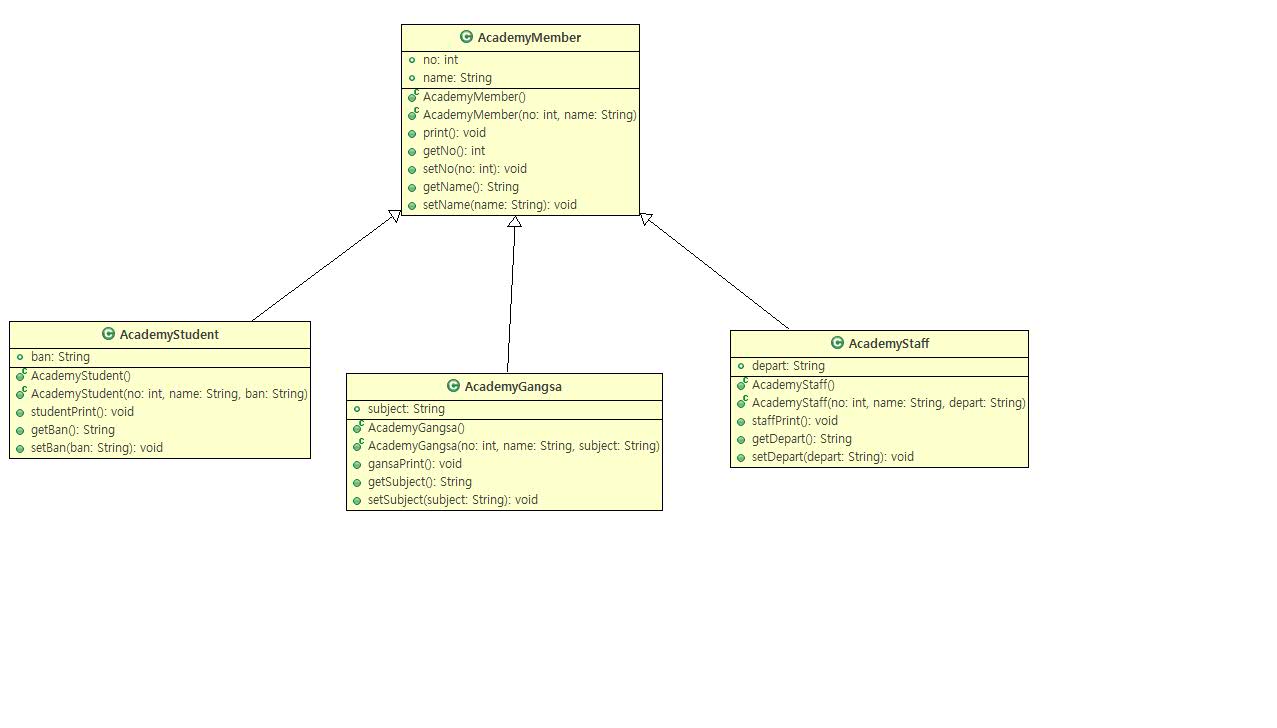 AcademyMember
no: int
name: String
AcademyMember()
AcademyMember(no: int, name: String)
print(): void
getNo(): int
setNo(no: int): void
getName(): String
setName(name: String): void
AcademyStudent
ban: String
AcademyStudent()
AcademyStudent(no: int, name: String, ban: String)
studentPrint(): void
getBan(): String
setBan(ban: String): void
AcademyGangsa
subject: String
AcademyGangsa()
AcademyGangsa(no: int, name: String, subject: String)
gansaPrint(): void
getSubject(): String
setSubject(subject: String): void
AcademyStaff
depart: String
AcademyStaff()
AcademyStaff(no: int, name: String, depart: String)
staffPrint(): void
getDepart(): String
setDepart(depart: String): void